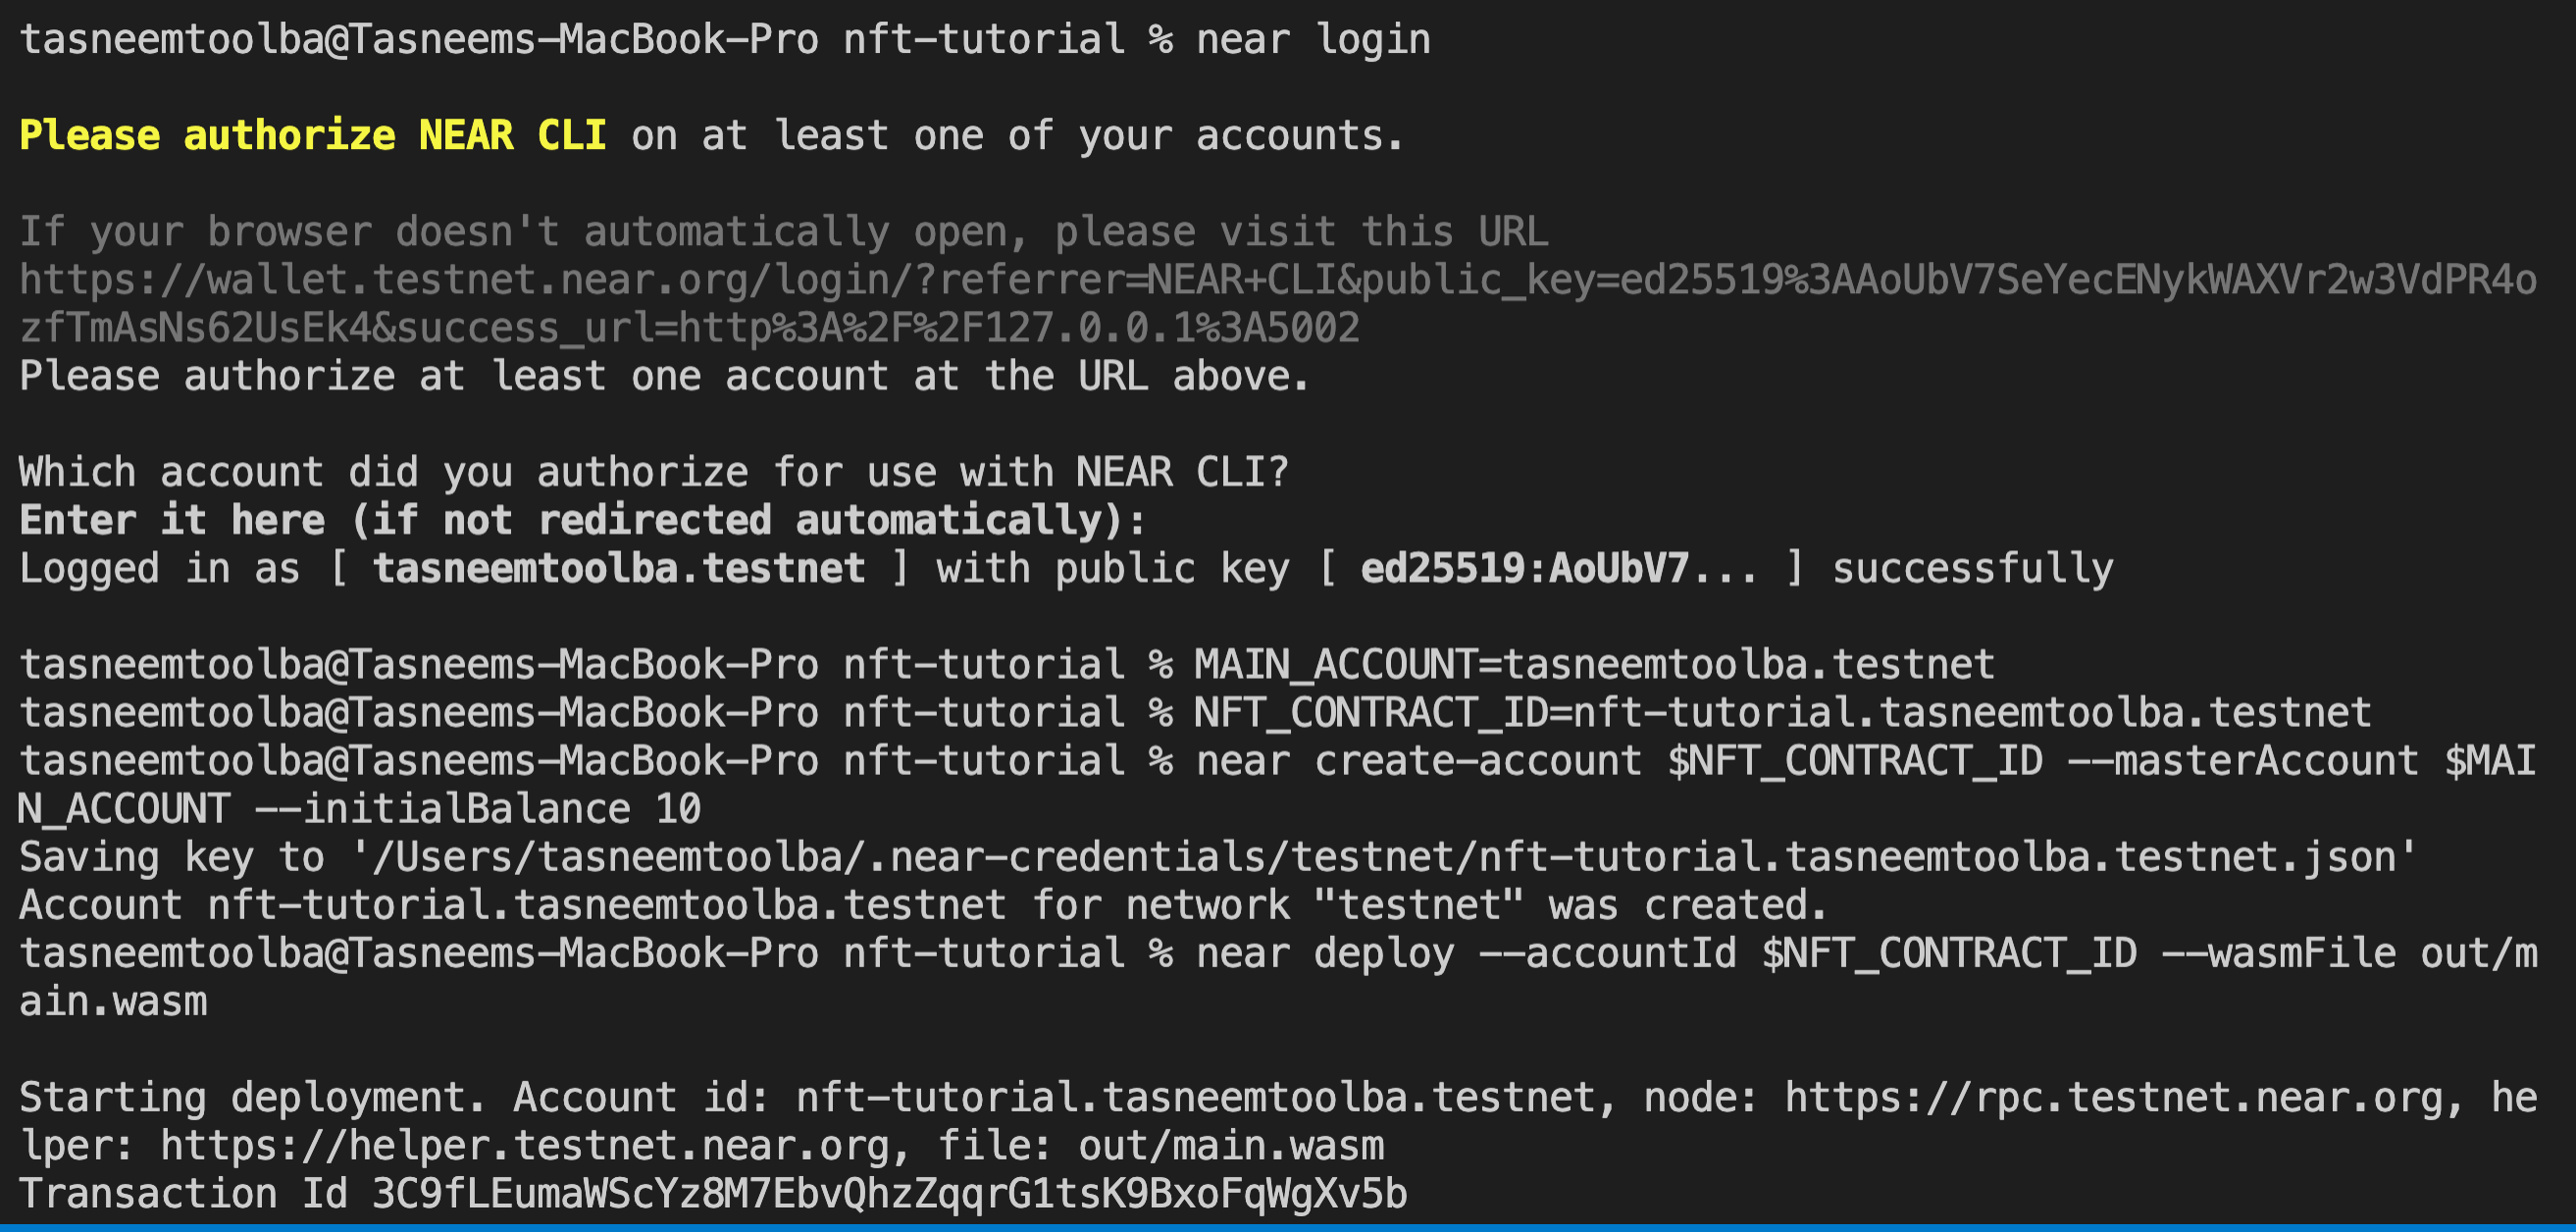 tasneemtoolba@Tasneems-MacBook-Pro nft-tutorial % near login
Please authorize NEAR CLI on at least one of your accounts.
If your browser doesn't automatically open, please visit this URL
https://wallet.testnet.near.org/login/?referrer=NEAR+CLI&public_key=ed25519%3AAoUbV7SeYecENykWAXVr2w3VdPR4o
zfTmAsNs62UsEk4&success_url=http%3A%2F%2F127.0.0.1%3A5002
Please authorize at least one account at the URL above.
Which account did you authorize for use with NEAR CLI?
Enter it here (if not redirected automatically):
Logged in as [ tasneemtoolba.testnet ] with public key [ ed25519:AoUbV7... ] successfully
tasneemtoolba@Tasneems-MacBook-Pro nft-tutorial % MAIN_ACCOUNT=tasneemtoolba.testnet
tasneemtoolba@Tasneems-MacBook-Pro nft-tutorial % NFT_CONTRACT_ID=nft-tutorial.tasneemtoolba.testnet
tasneemtoolba@Tasneems-MacBook-Pro nft-tutorial % near create-account $NFT_CONTRACT_ID --masterAccount $MAI
N_ACCOUNT --initialBalance 10
Saving key to '/Users/tasneemtoolba/.near-credentials/testnet/nft-tutorial.tasneemtoolba.testnet.json'
Account nft-tutorial.tasneemtoolba.testnet for network "testnet" was created.
tasneemtoolba@Tasneems-MacBook-Pro nft-tutorial % near deploy --accountId $NFT_CONTRACT_ID --wasmFile out/m
ain.wasm
Starting deployment. Account id: nft-tutorial.tasneemtoolba.testnet, node: https://rpc.testnet.near.org, he
lper: https://helper.testnet.near.org, file: out/main.wasm
Transaction Id 3C9fLEumaWScYz8M7EbvQhzZqqrG1tsK9BxoFqWgXv5b